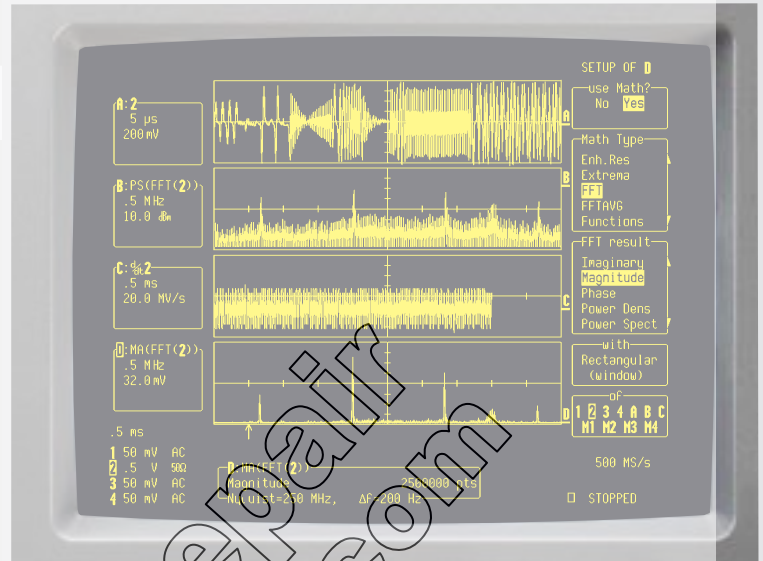 SETUP OF D
use Math?
No Yes
A:2
5 µs
200 mV
A
Math Type
Enh.Res
Extrema
FFT
FFTAVG
Functions
B:PS(FFT(2))
.5 MHz
10.0 dBm
B
FFT result
Imaginary
Magnitude
Phase
Power Dens
Power Spect
.5 ms
20.0 MV/s
C
D:MA(FFT(2))
.5 MHz
32.0 mV
with
Rectangular
(window)
D
of
1 2 3 4 A B C
M1 M2 M3 M4
.5 ms
1 50 mV AC
2 .5 V 50Ω
3 50 mV AC
4 50 mV AC
D:MA(FFT(2))
Magnitude 2500000 pts
Nyquist=250 MHz, Δf=200 Hz
500 MS/s
STOPPED
epair
com